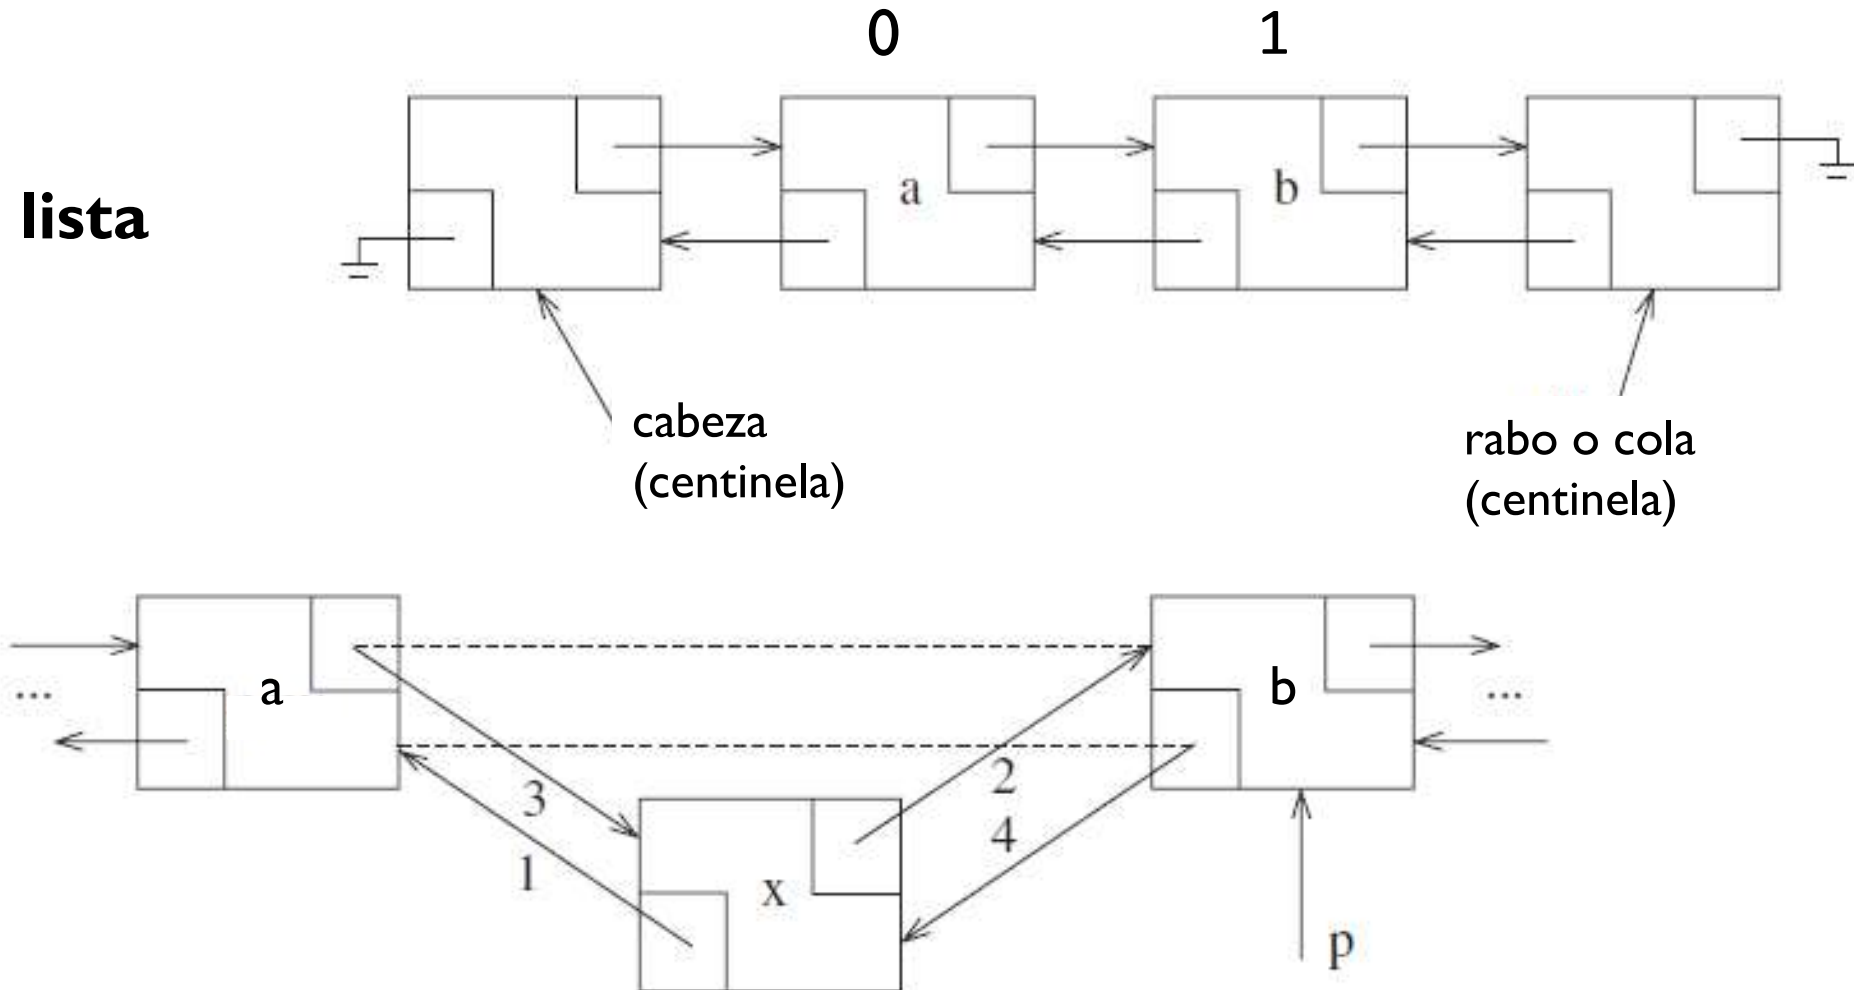 0 1
a b
lista
cabeza
(centinela)
rabo o cola
(centinela)
a b
... ...
3 2
1 4
x
p